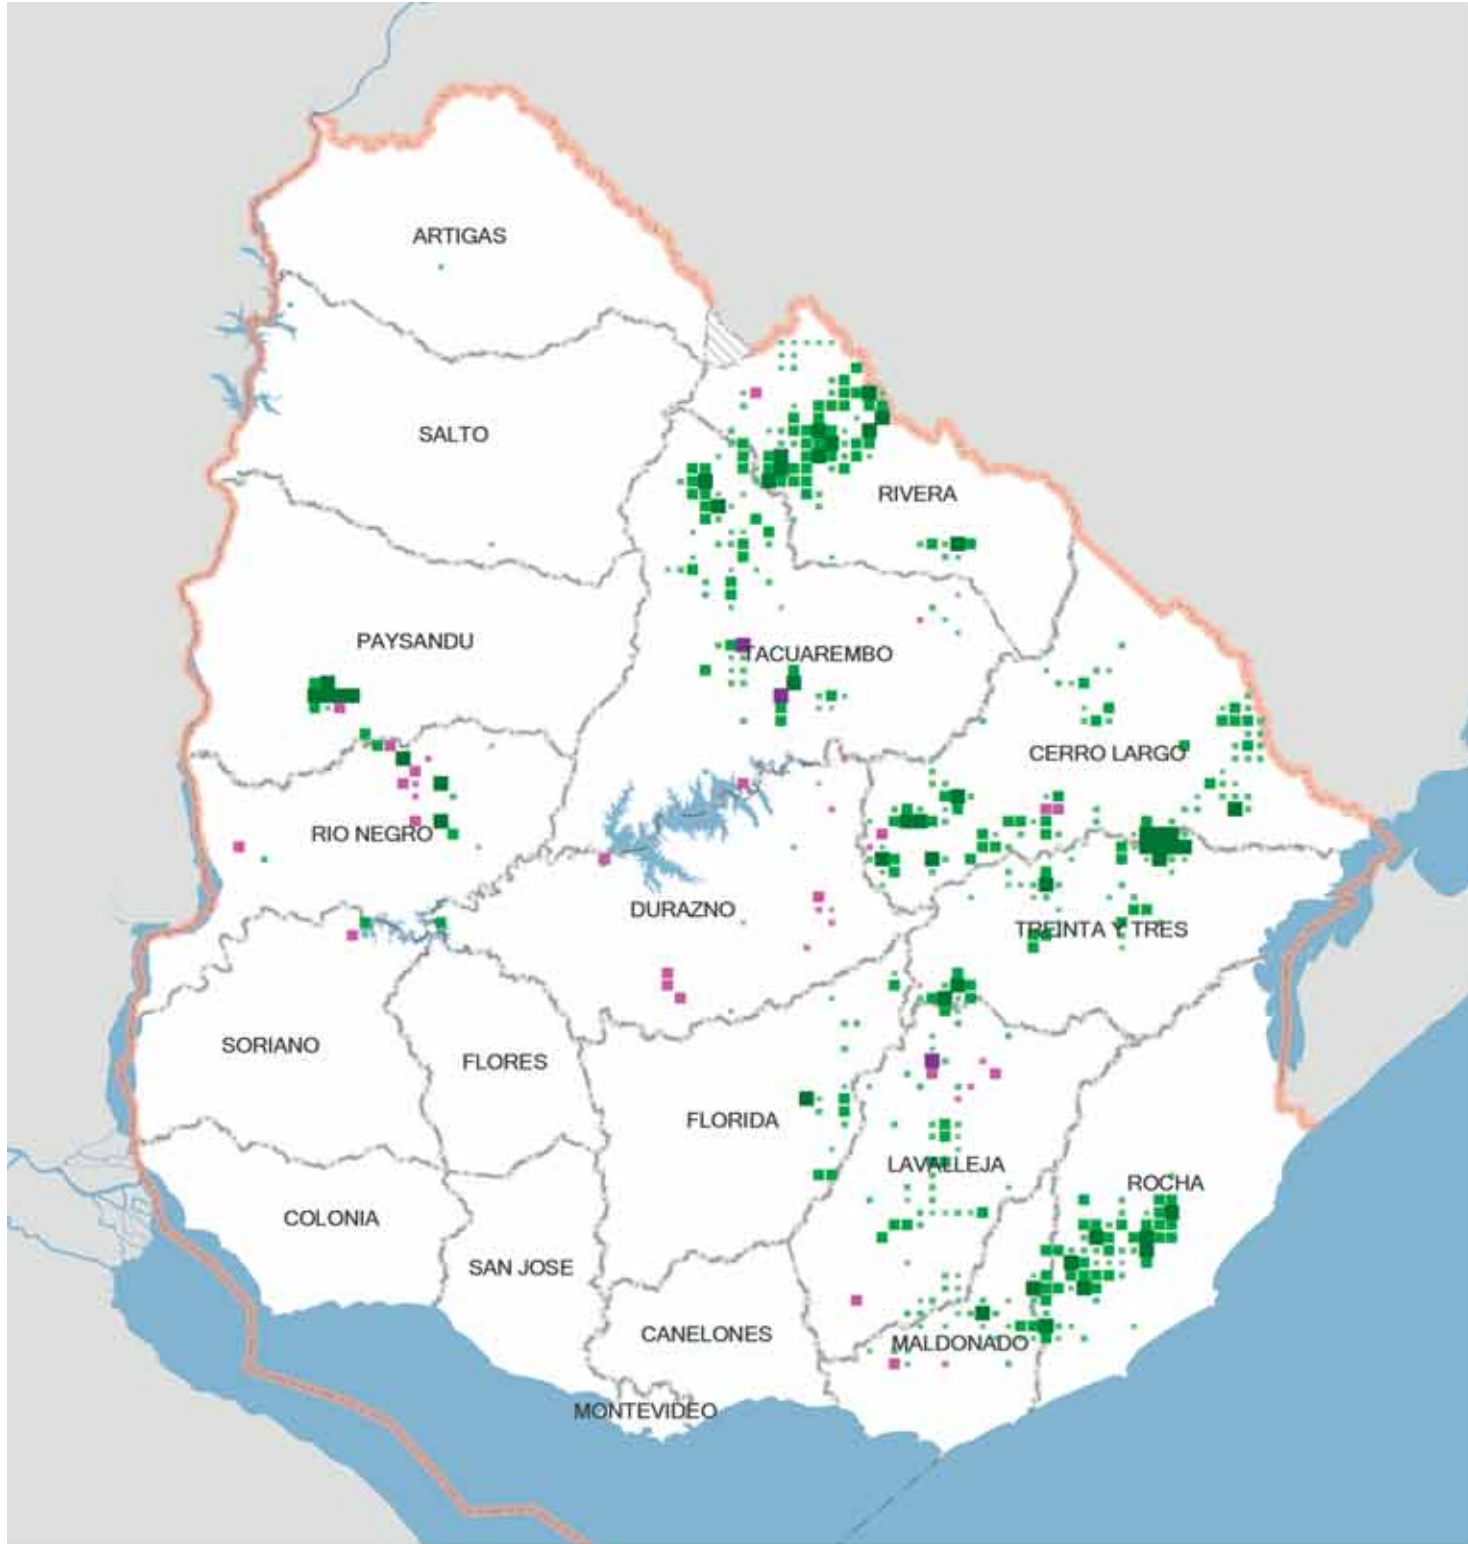 ARTIGAS
SALTO
RIVERA
PAYSANDU
TACUAREMBO
CERRO LARGO
RIO NEGRO
DURAZNO
TREINTA Y TRES
SORIANO
FLORES
FLORIDA
LAVALLEJA
ROCHA
COLONIA
SAN JOSE
CANELONES
MALDONADO
MONTEVIDEO